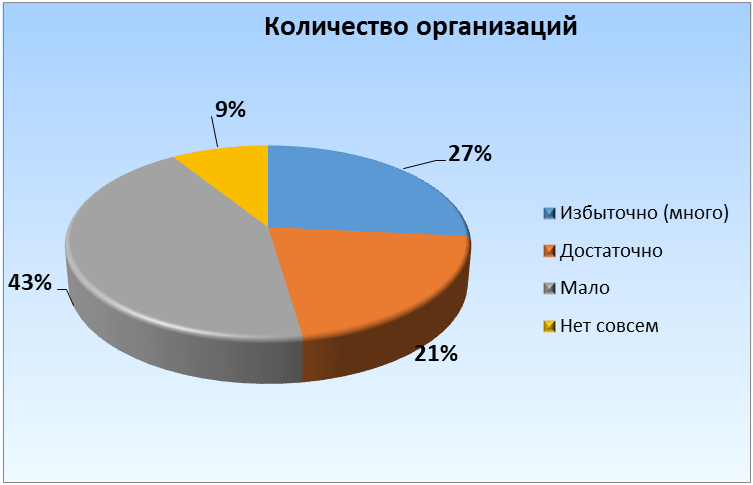 Количество организаций
9%
27%
43%
21%
Избыточно (много)
Достаточно
Мало
Нет совсем